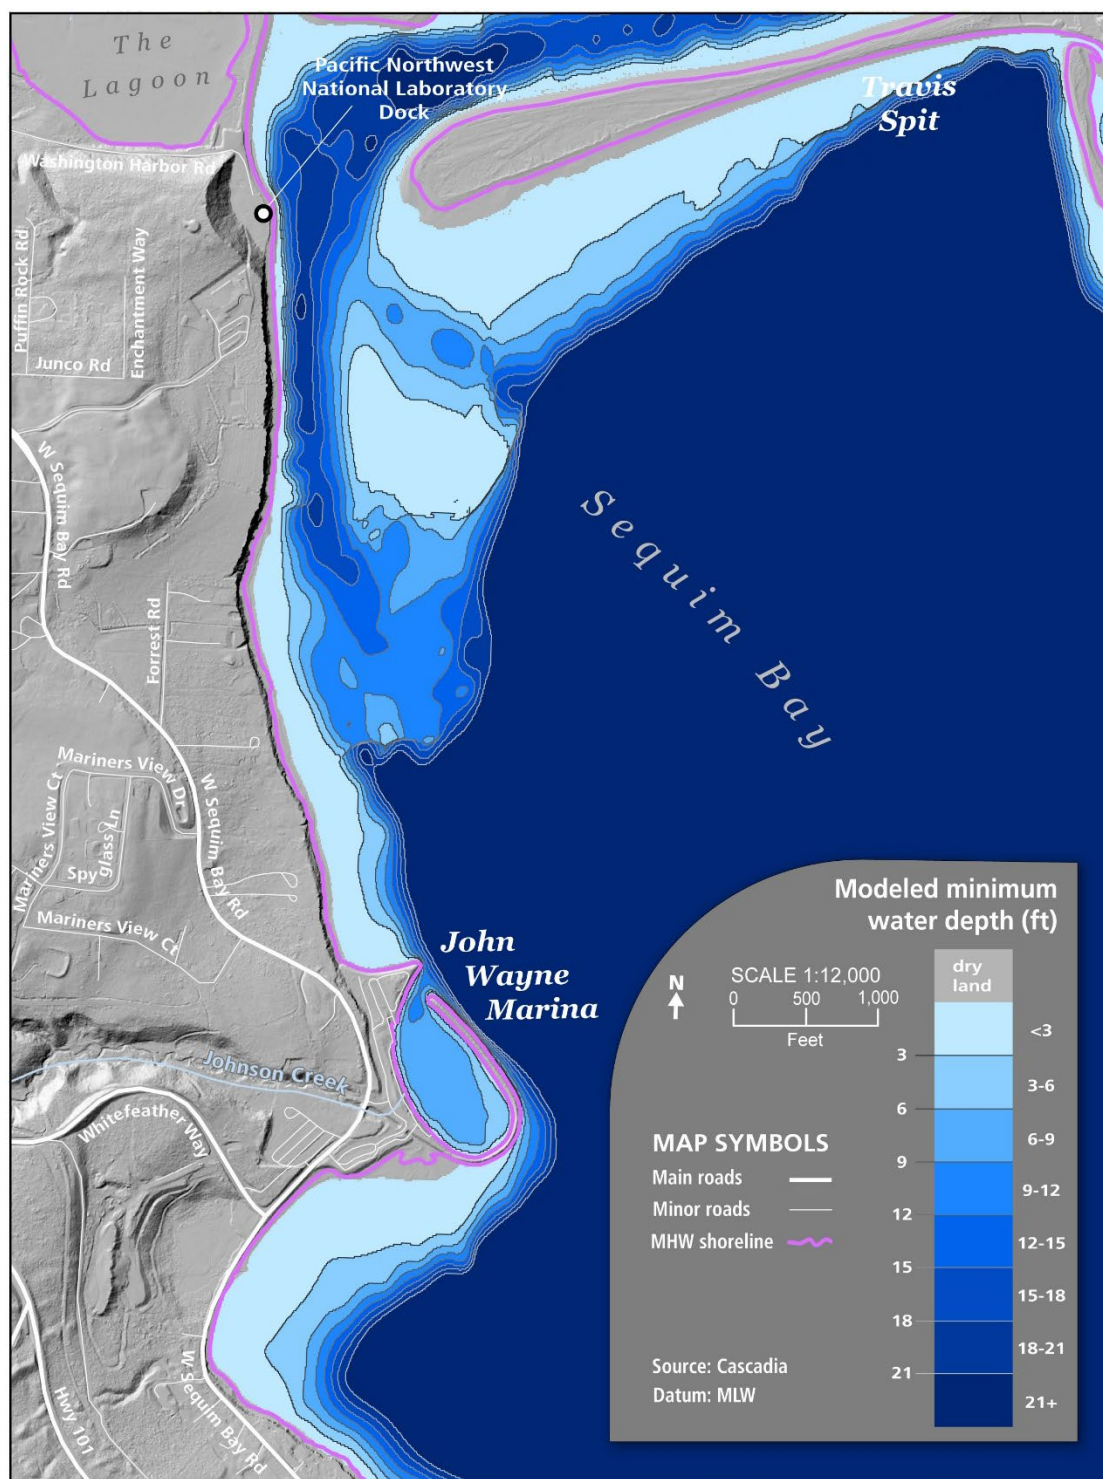 The
Lagoon
Pacific Northwest
National Laboratory
Dock
Travis
Spit
Washington Harbor Rd
Puffin Rock Rd
Enchantment Way
Junco Rd
W Sequim Bay Rd
Sequim Bay
Forrest Rd
Mariners View Dr
W Sequim Bay Rd
Mariners View Ct
Spy glass Ln
Mariners View Ct
John
Wayne
Marina
Johnson Creek
Whitefeather Way
W Sequim Bay Rd
Hwy 101
Modeled minimum
water depth (ft)
N
SCALE 1:12,000
0 500 1,000
Feet
dry
land
<3
3
3-6
6
6-9
9
9-12
12
12-15
15
15-18
18
18-21
21
21+
MAP SYMBOLS
Main roads
Minor roads
MHW shoreline
Source: Cascadia
Datum: MLW